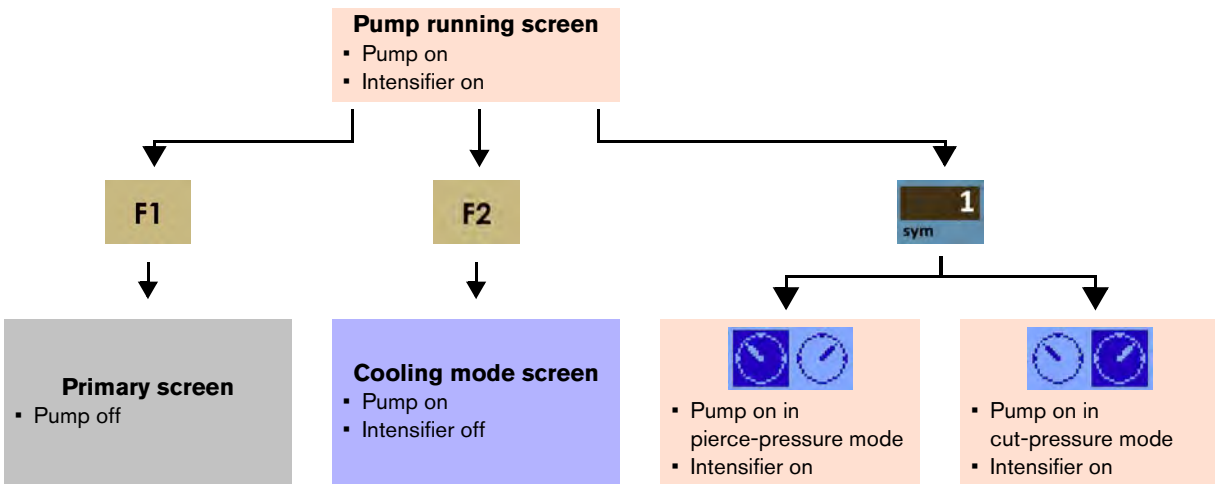 Pump running screen
▪ Pump on
▪ Intensifier on
F1
F2
1
sym
Primary screen
▪ Pump off
Cooling mode screen
▪ Pump on
▪ Intensifier off
▪ Pump on in
pierce-pressure mode
▪ Intensifier on
▪ Pump on in
cut-pressure mode
▪ Intensifier on